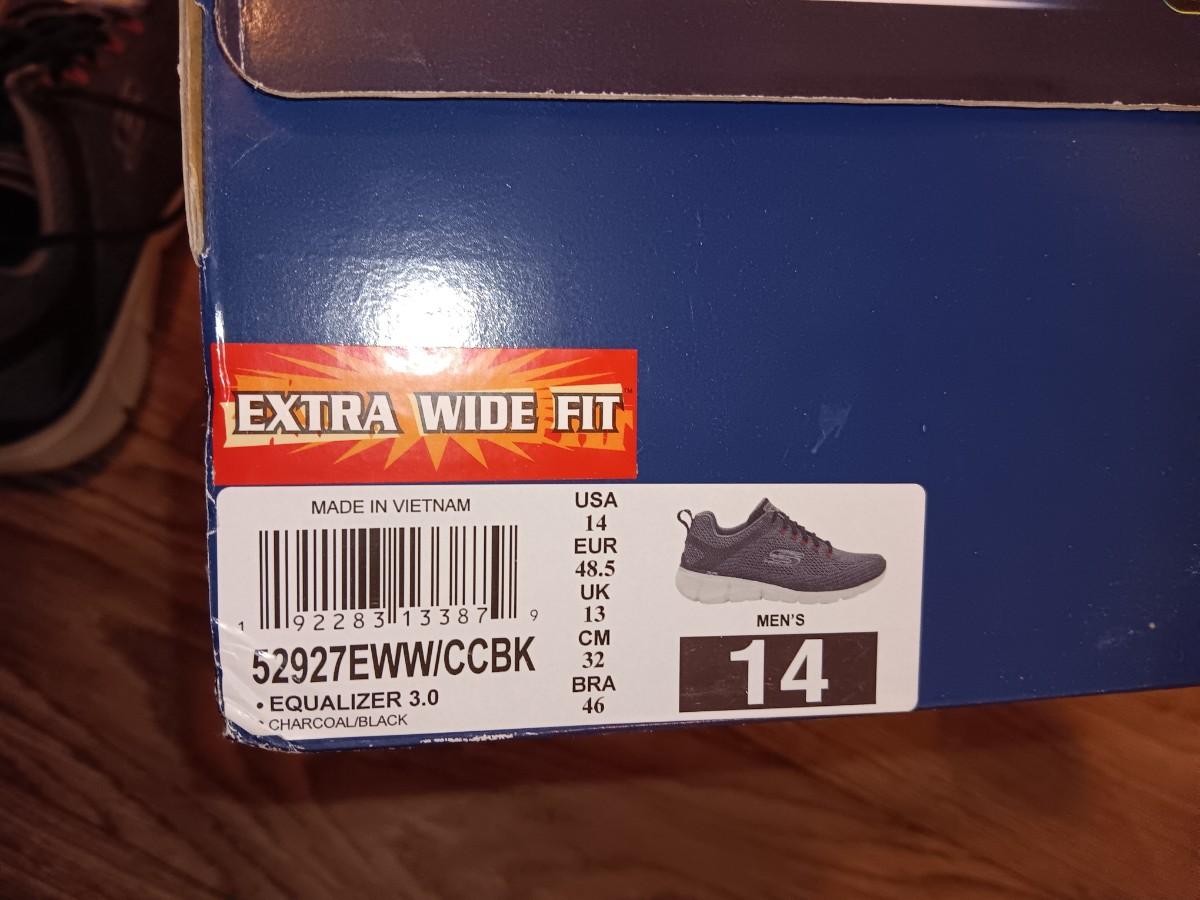 EXTRA WIDE FIT™
MADE IN VIETNAM
1 92283 13387 9
52927EWW/CCBK
• EQUALIZER 3.0
• CHARCOAL/BLACK
USA
14
EUR
48.5
UK
13
CM
32
BRA
46
MEN'S
14